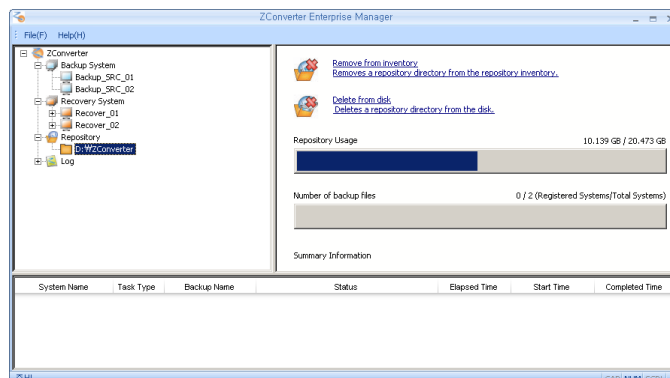 ZConverter Enterprise Manager
File(F) Help(H)
ZConverter
Backup System
Backup_SRC_01
Backup_SRC_02
Recovery System
Recover_01
Recover_02
Repository
D:₩ZConverter
Log
Remove from inventory
Removes a repository directory from the repository inventory.
Delete from disk
Deletes a repository directory from the disk.
Repository Usage 10.139 GB / 20.473 GB
Number of backup files 0 / 2 (Registered Systems/Total Systems)
Summary Information
System Name Task Type Backup Name Status Elapsed Time Start Time Completed Time